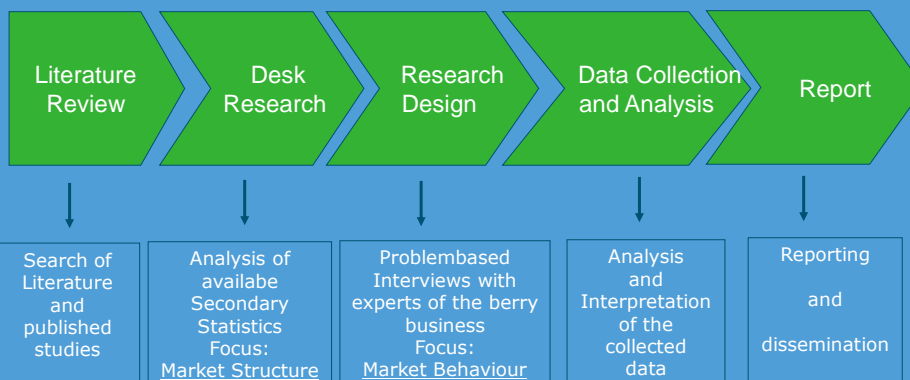 Literature
Review
Desk
Research
Research
Design
Data Collection
and Analysis
Report
Search of
Literature
and
published
studies
Analysis of
availabe
Secondary
Statistics
Focus:
Market Structure
Problembased
Interviews with
experts of the berry
business
Focus:
Market Behaviour
Analysis
and
Interpretation
of the
collected
data
Reporting
and
dissemination